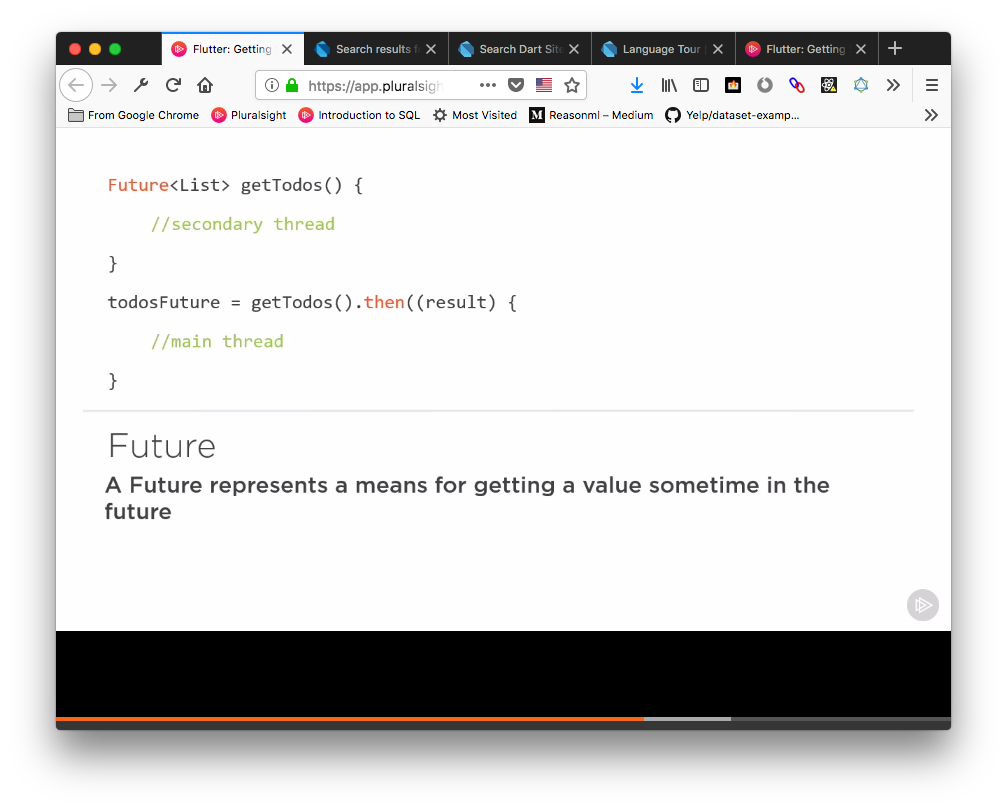 Flutter: Getting
Search results f
Search Dart Site
Language Tour
Flutter: Getting
https://app.pluralsigh
From Google Chrome
Pluralsight
Introduction to SQL
Most Visited
M
Reasonml – Medium
Yelp/dataset-examp...
Future<List> getTodos() {
//secondary thread
}
todosFuture = getTodos().then((result) {
//main thread
}
Future
A Future represents a means for getting a value sometime in the
future